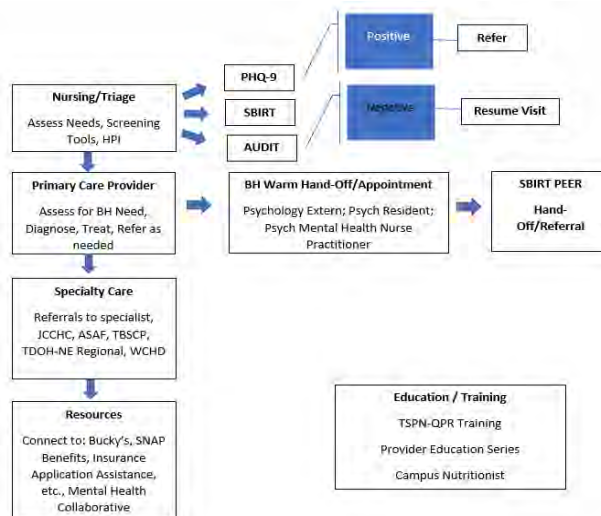 Positive
Refer
PHQ-9
Nursing/Triage
Assess Needs, Screening
Tools, HPI
SBIRT
Negative
Resume Visit
AUDIT
Primary Care Provider
Assess for BH Need,
Diagnose, Treat, Refer as
needed
BH Warm Hand-Off/Appointment
Psychology Extern; Psych Resident;
Psych Mental Health Nurse
Practitioner
SBIRT PEER
Hand-
Off/Referral
Specialty Care
Referrals to specialist,
JCCHC, ASAF, TBSCP,
TDOH-NE Regional, WCHD
Resources
Connect to: Bucky's, SNAP
Benefits, Insurance
Application Assistance,
etc., Mental Health
Collaborative
Education / Training
TSPN-QPR Training
Provider Education Series
Campus Nutritionist